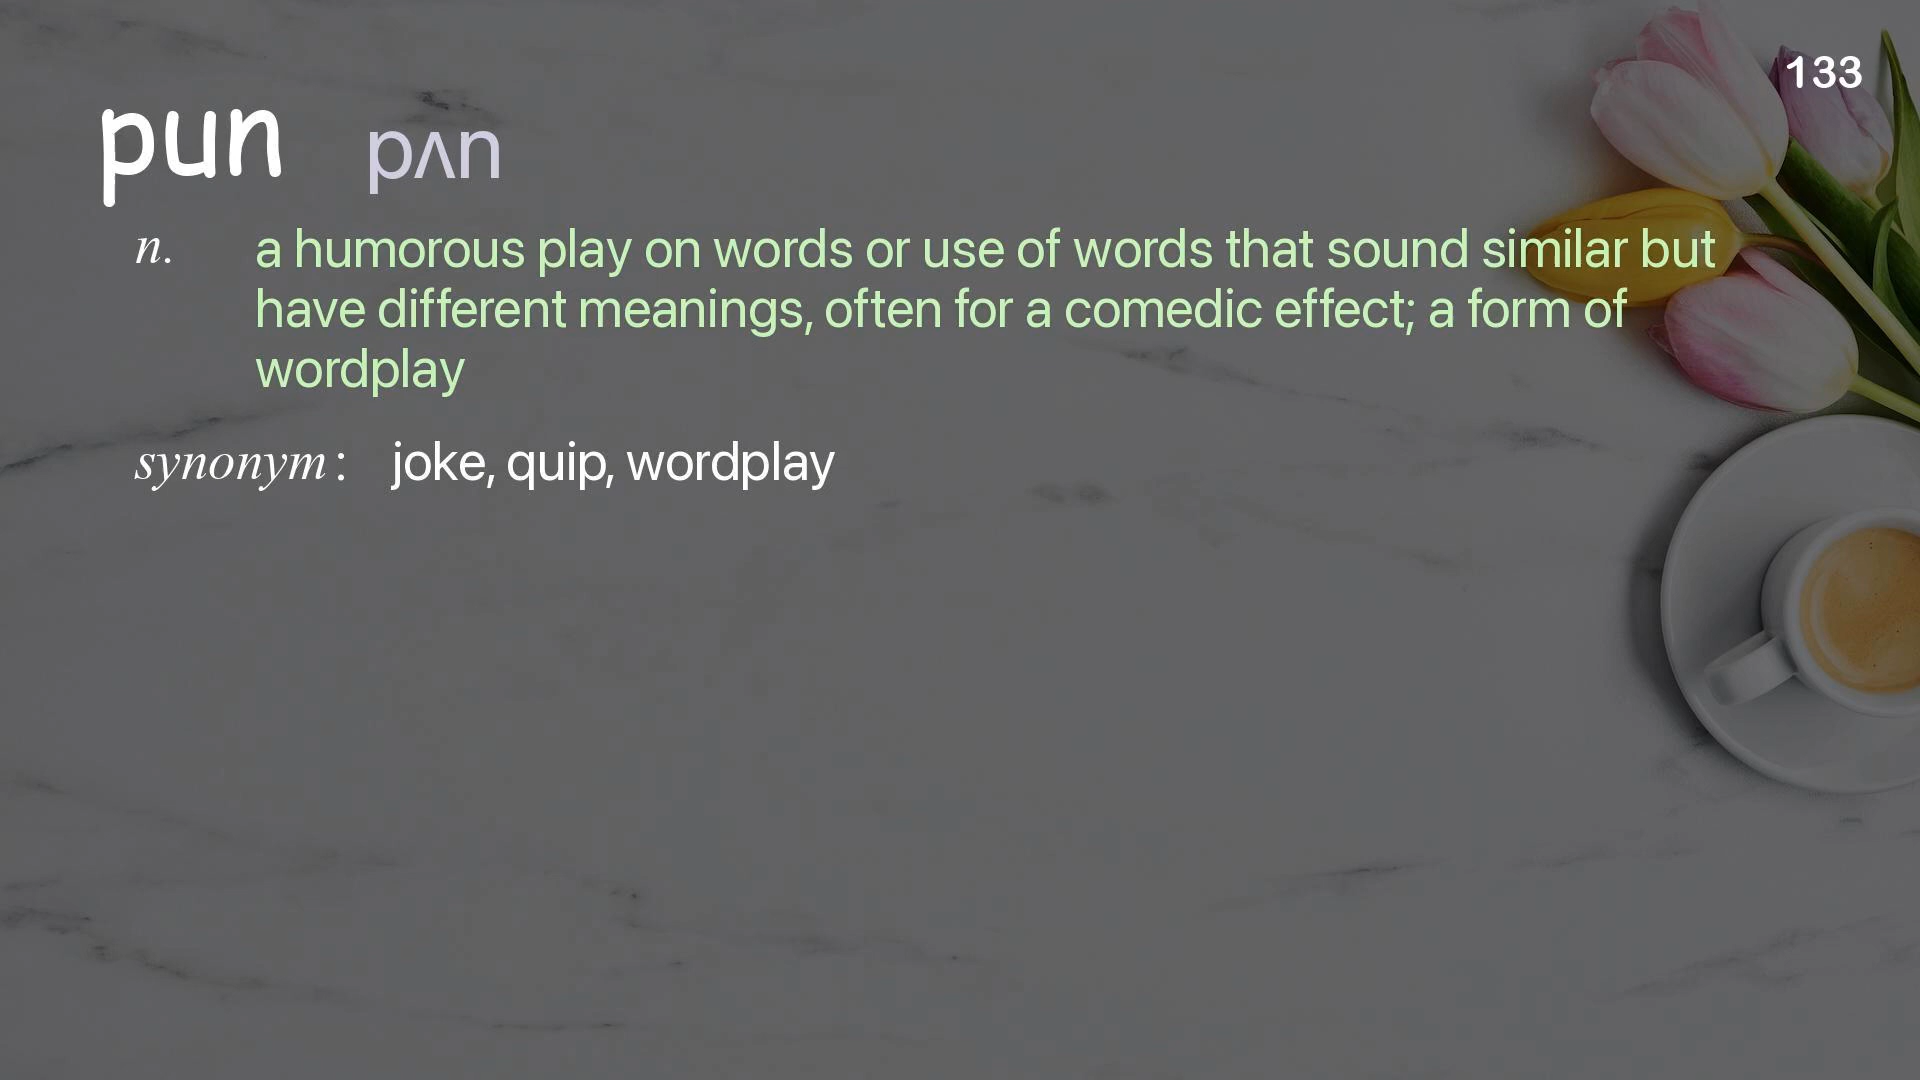 133
pun pʌn
n. a humorous play on words or use of words that sound similar but
have different meanings, often for a comedic effect; a form of
wordplay
synonym: joke, quip, wordplay